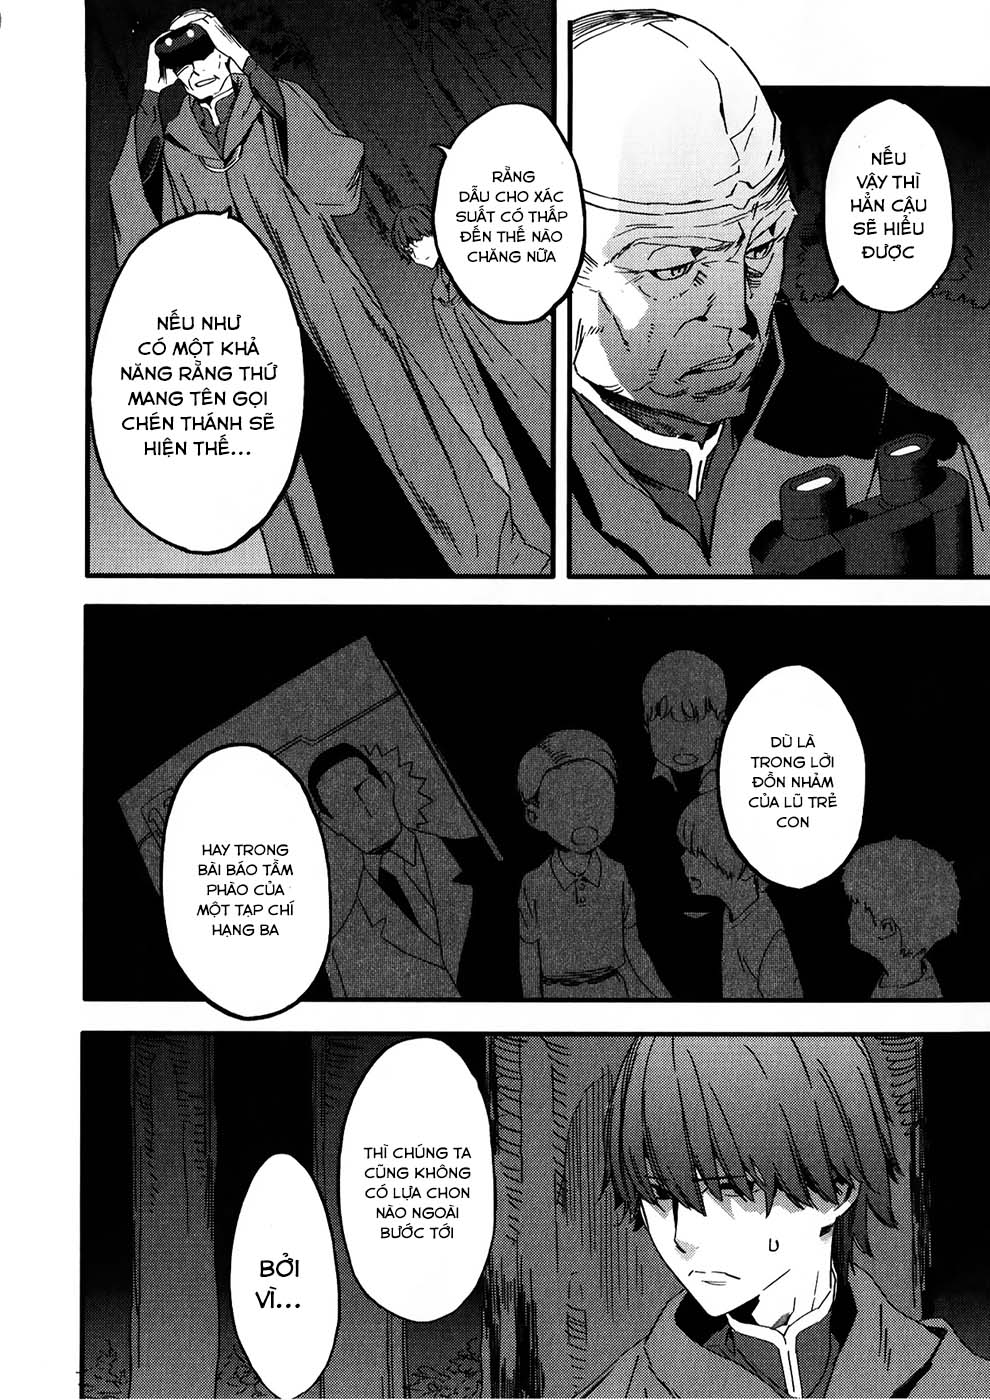 NẾU
VẬY THÌ
HẲN CẬU
SẼ HIỂU
ĐƯỢC
RẰNG
DẪU CHO XÁC
SUẤT CÓ THẤP
ĐẾN THẾ NÀO
CHĂNG NỮA
NẾU NHƯ
CÓ MỘT KHẢ
NĂNG RẰNG THỨ
MANG TÊN GỌI
CHÉN THÁNH SẼ
HIỆN THẾ...
DÙ LÀ
TRONG LỜI
ĐỒN NHẢM
CỦA LŨ TRẺ
CON
HAY TRONG
BÀI BÁO TẦM
PHÀO CỦA
MỘT TẠP CHÍ
HẠNG BA
THÌ CHÚNG TA
CŨNG KHÔNG
CÓ LỰA CHON
NÀO NGOÀI
BƯỚC TỚI
BỞI
VÌ...